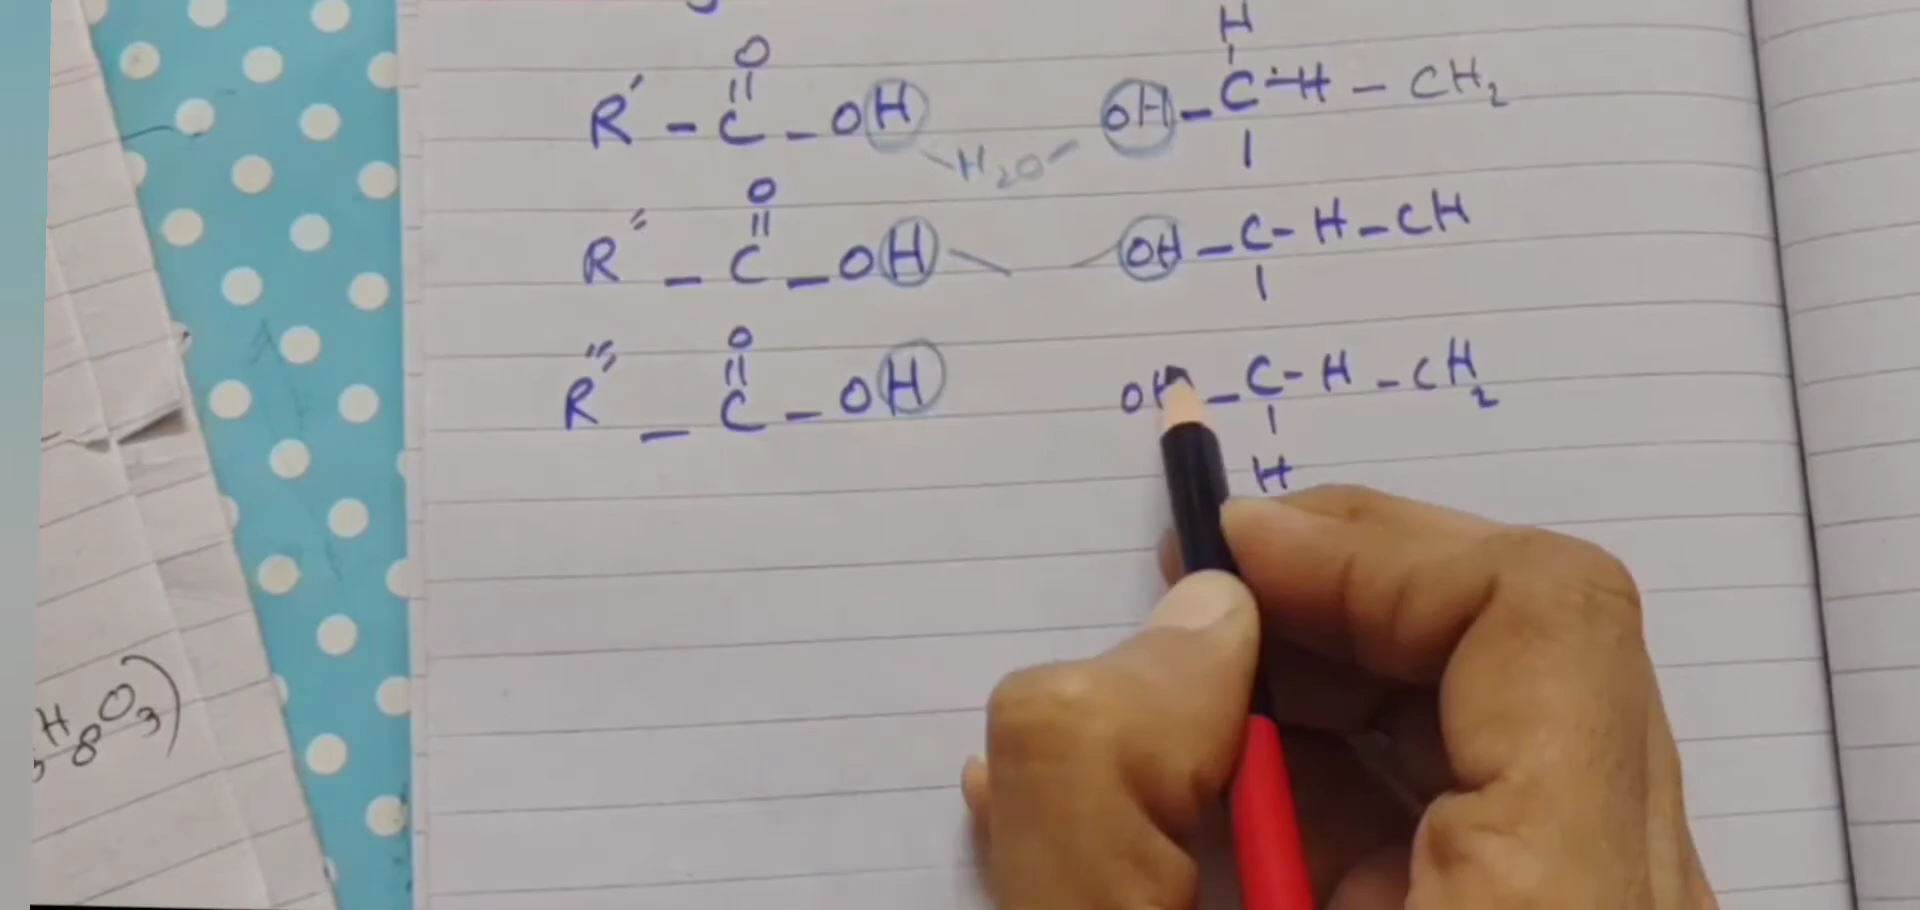 H
O
R' - C - OH OH - C - H - CH2
H2O
O
R'' - C - OH OH - C - H - CH
O
R''' - C - OH OH - C - H - CH2
H
H8O3)